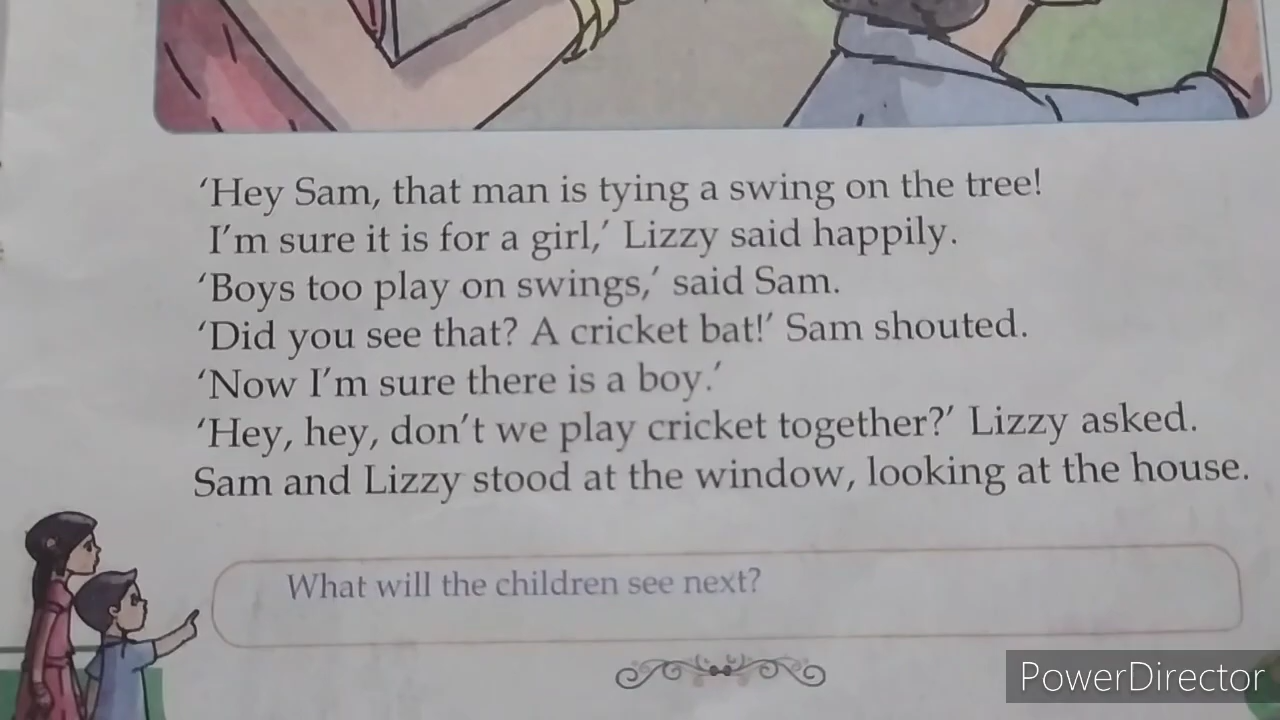 ‘Hey Sam, that man is tying a swing on the tree!
I’m sure it is for a girl,’ Lizzy said happily.
‘Boys too play on swings,’ said Sam.
‘Did you see that? A cricket bat!’ Sam shouted.
‘Now I’m sure there is a boy.’
‘Hey, hey, don’t we play cricket together?’ Lizzy asked.
Sam and Lizzy stood at the window, looking at the house.
What will the children see next?
PowerDirector